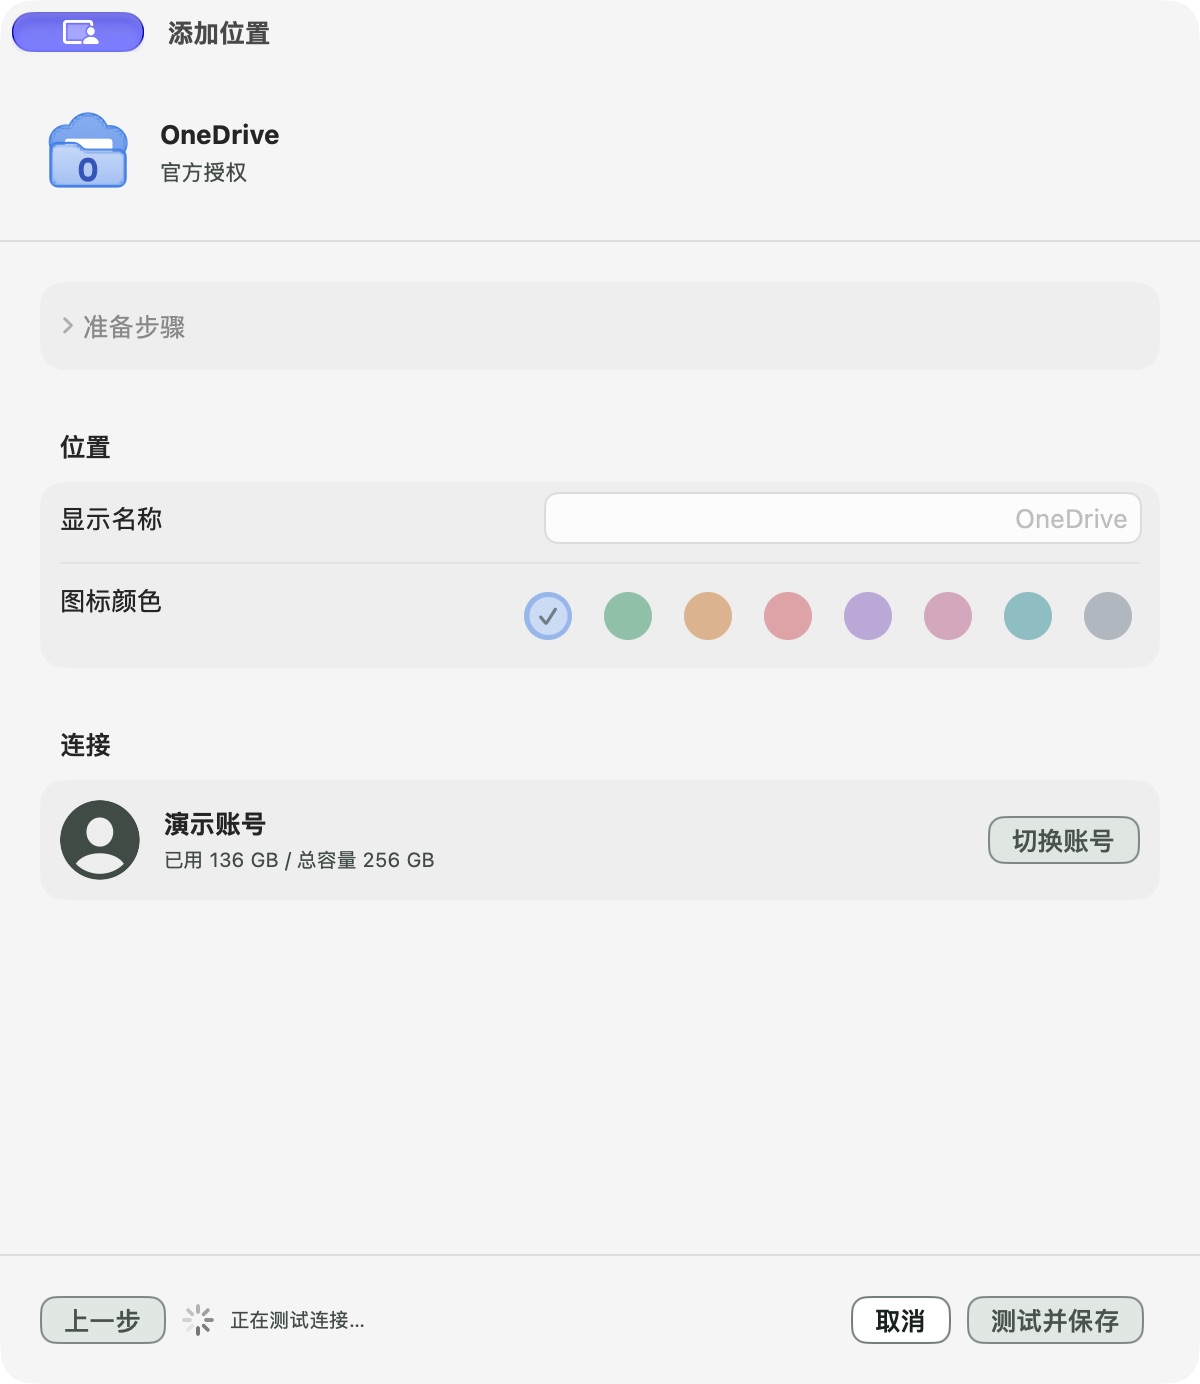 添加位置
OneDrive
官方授权
准备步骤
位置
显示名称
OneDrive
图标颜色
连接
演示账号
已用 136 GB / 总容量 256 GB
切换账号
上一步
正在测试连接...
取消
测试并保存